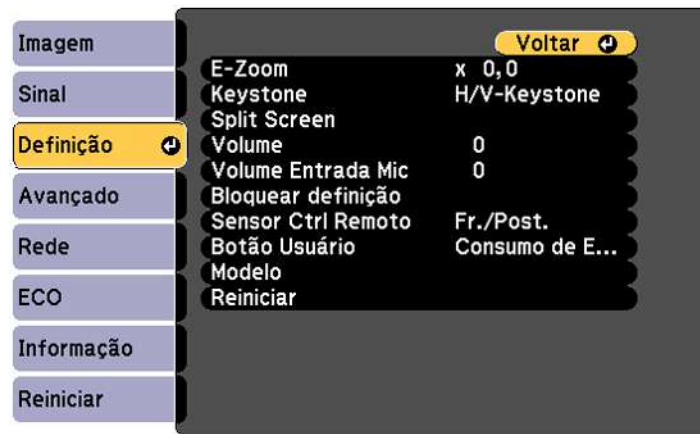 Imagem
Sinal
Definição
Avançado
Rede
ECO
Informação
Reiniciar
Voltar
E-Zoom x 0,0
Keystone H/V-Keystone
Split Screen
Volume 0
Volume Entrada Mic 0
Bloquear definição
Sensor Ctrl Remoto Fr./Post.
Botão Usuário Consumo de E...
Modelo
Reiniciar